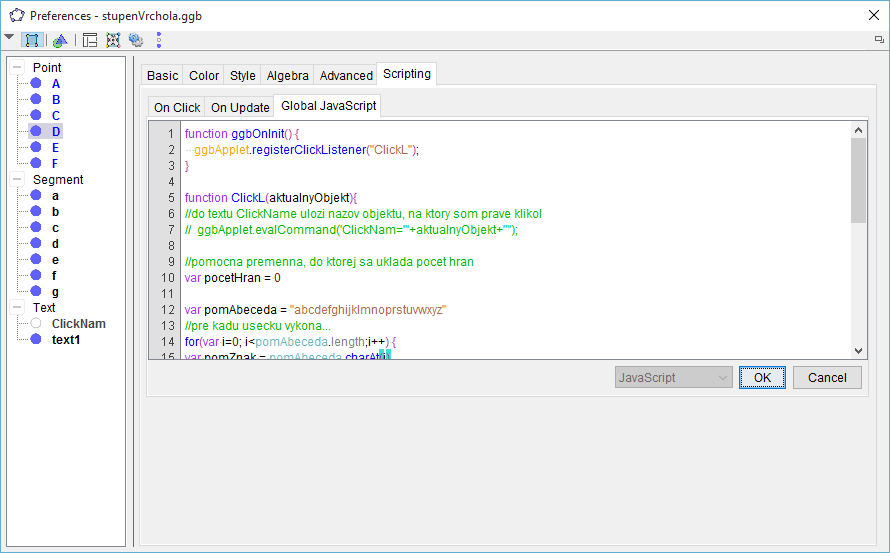 Preferences - stupenVrchola.ggb
Point
A
B
C
D
E
F
Segment
a
b
c
d
e
f
g
Text
ClickNam
text1
Basic Color Style Algebra Advanced Scripting
On Click On Update Global JavaScript
1 function ggbOnInit() {
2 ggbApplet.registerClickListener("ClickL");
3 }
4
5 function ClickL(aktualnyObjekt){
6 //do textu ClickName ulozi nazov objektu, na ktory som prave klikol
7 // ggbApplet.evalCommand('ClickNam="'+aktualnyObjekt+'"');
8
9 //pomocna premenna, do ktorej sa uklada pocet hran
10 var pocetHran = 0
11
12 var pomAbeceda = "abcdefghijklmnoprstuvwxyz"
13 //pre kadu usecku vykona...
14 for(var i=0; i<pomAbeceda.length;i++) {
15 var pomZnak = pomAbeceda.charAt(i)
JavaScript OK Cancel